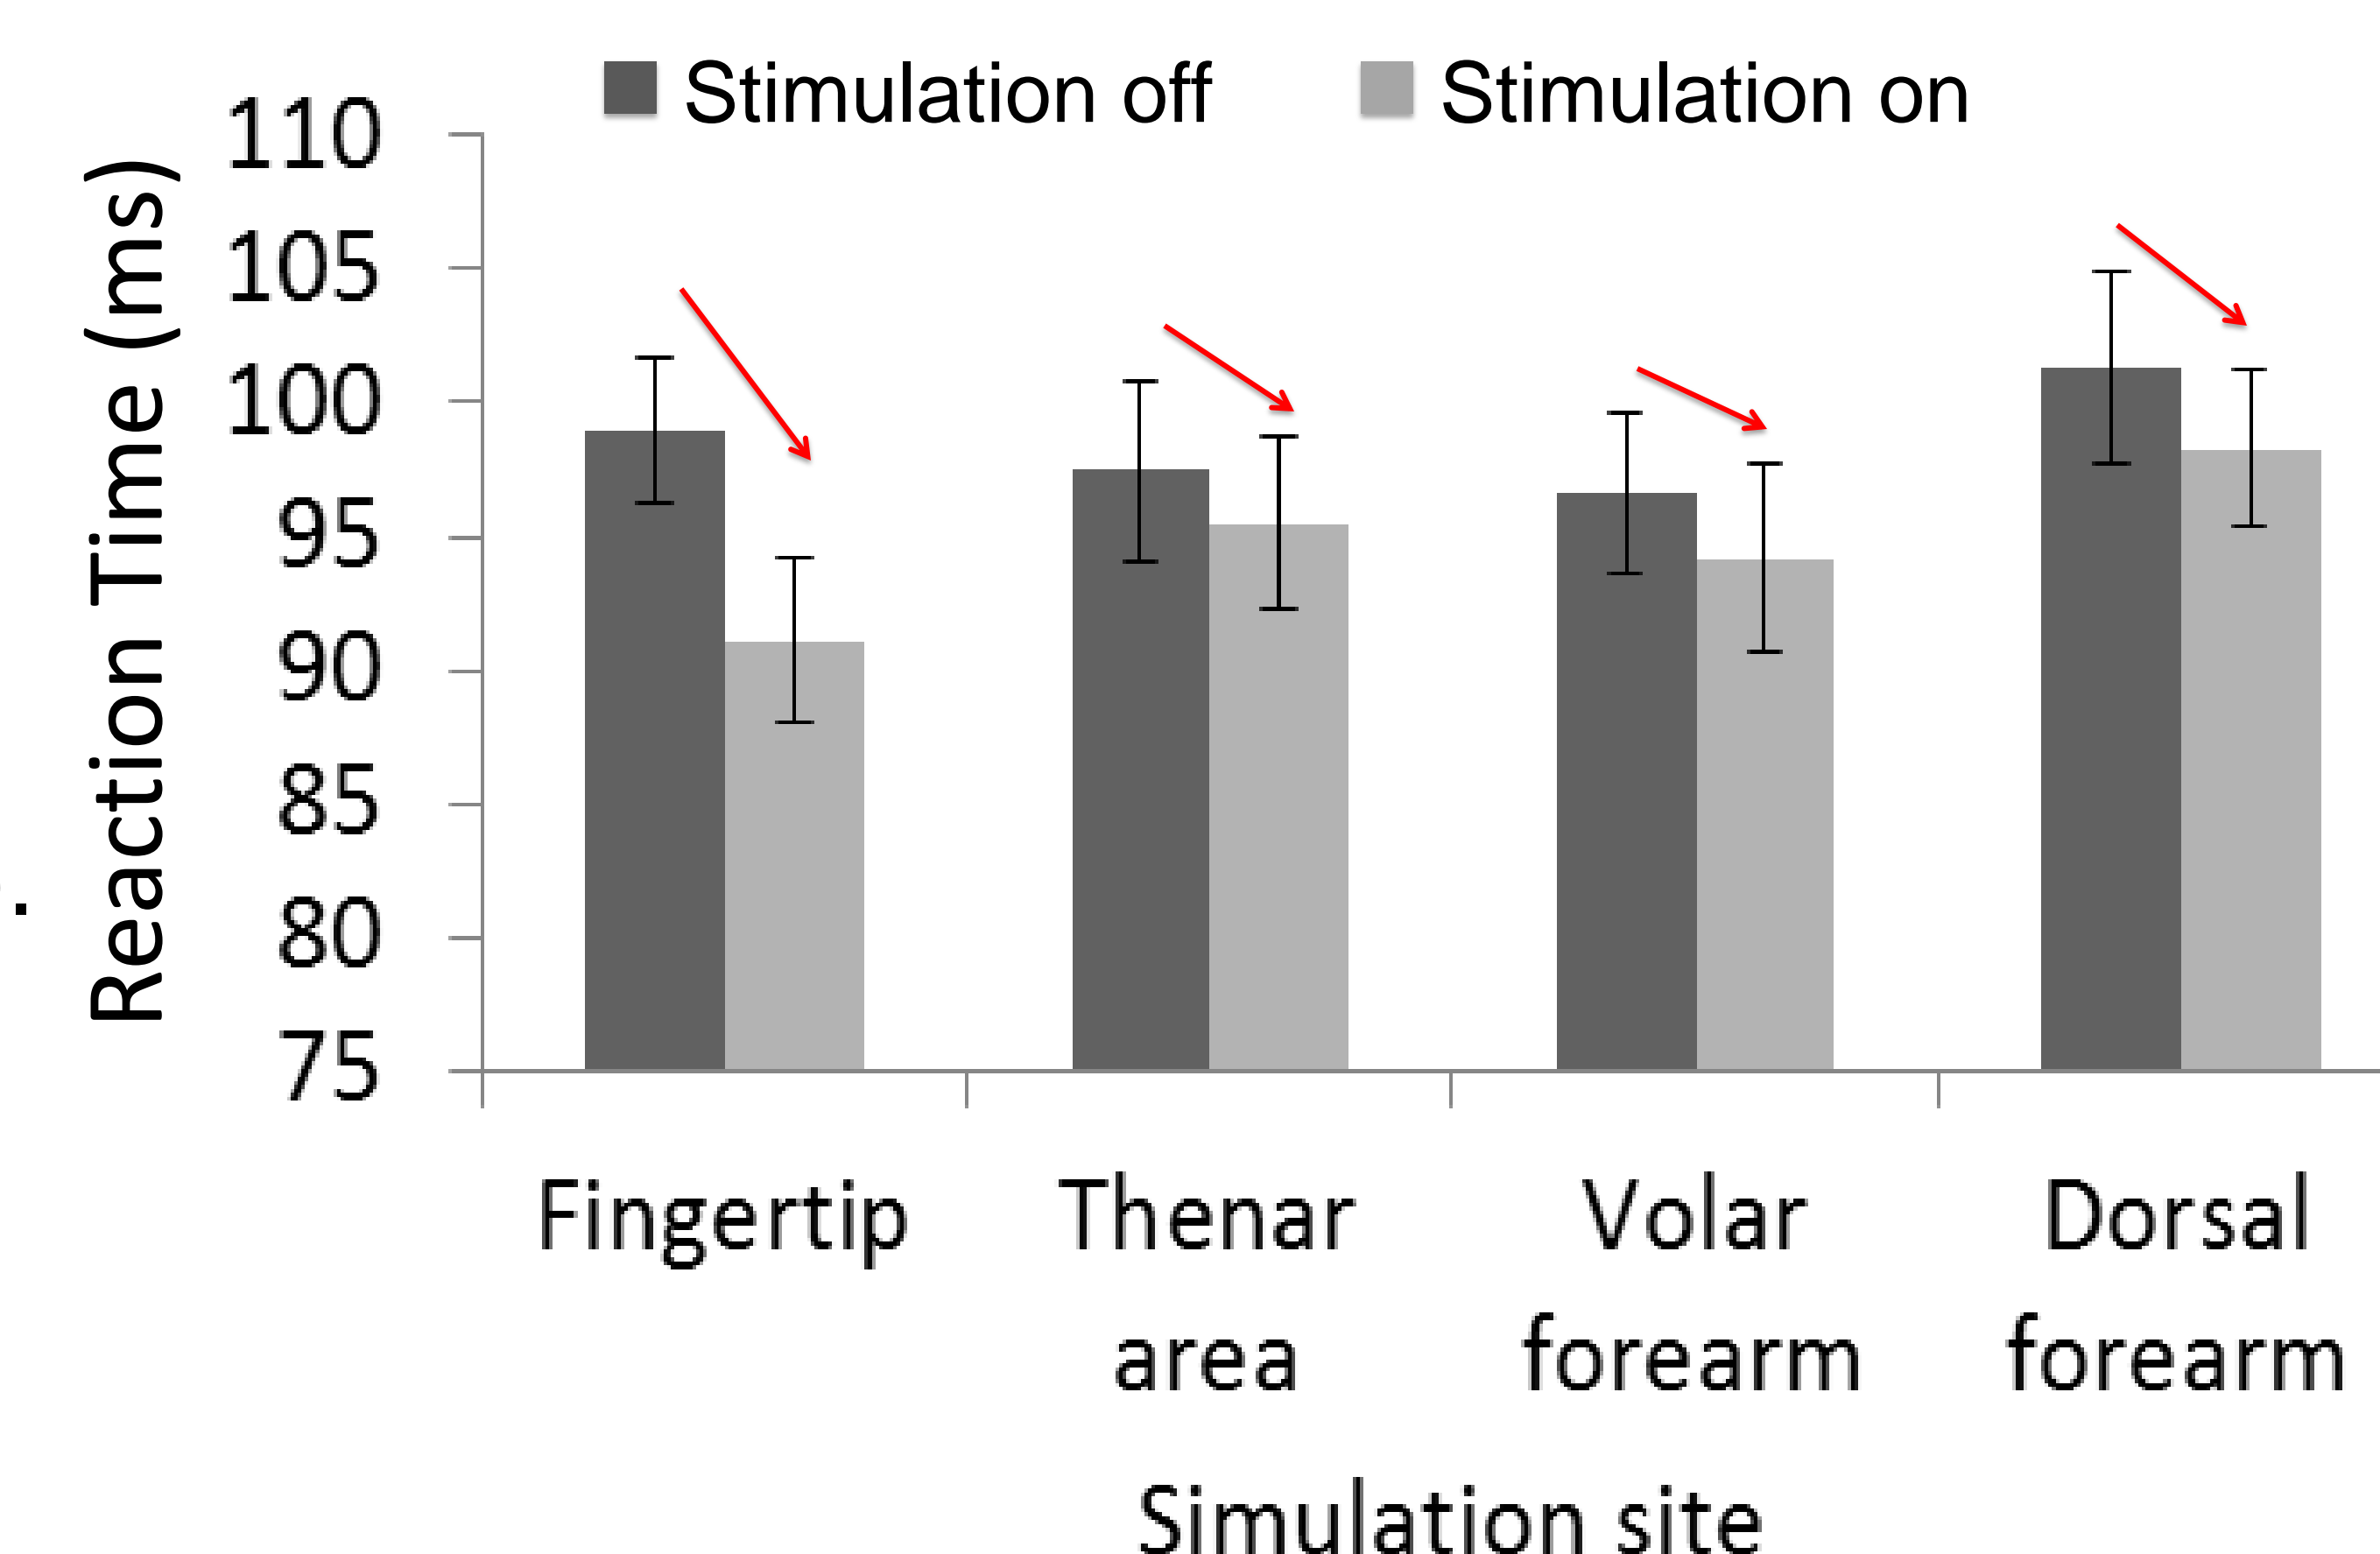 Stimulation off
Stimulation on
Reaction Time (ms)
110
105
100
95
90
85
80
75
Fingertip
Thenar
area
Volar
forearm
Dorsal
forearm
Simulation site